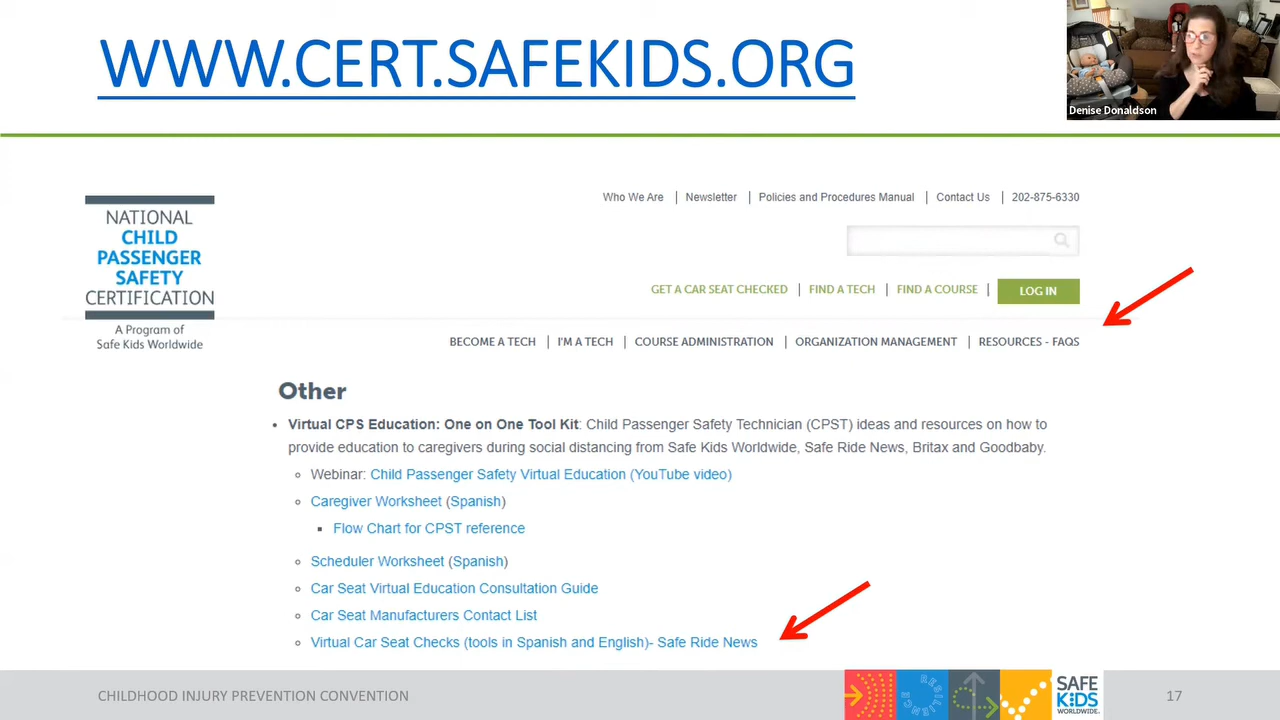 WWW.CERT.SAFEKIDS.ORG
Denise Donaldson
Who We Are | Newsletter | Policies and Procedures Manual | Contact Us | 202-875-6330
NATIONAL
CHILD
PASSENGER
SAFETY
CERTIFICATION
A Program of
Safe Kids Worldwide
GET A CAR SEAT CHECKED | FIND A TECH | FIND A COURSE | LOG IN
BECOME A TECH | I'M A TECH | COURSE ADMINISTRATION | ORGANIZATION MANAGEMENT | RESOURCES - FAQS
Other
• Virtual CPS Education: One on One Tool Kit: Child Passenger Safety Technician (CPST) ideas and resources on how to
provide education to caregivers during social distancing from Safe Kids Worldwide, Safe Ride News, Britax and Goodbaby.
◦ Webinar: Child Passenger Safety Virtual Education (YouTube video)
◦ Caregiver Worksheet (Spanish)
▪ Flow Chart for CPST reference
◦ Scheduler Worksheet (Spanish)
◦ Car Seat Virtual Education Consultation Guide
◦ Car Seat Manufacturers Contact List
◦ Virtual Car Seat Checks (tools in Spanish and English)- Safe Ride News
CHILDHOOD INJURY PREVENTION CONVENTION
RESILIENCE
SAFE
KIDS
WORLDWIDE.
17